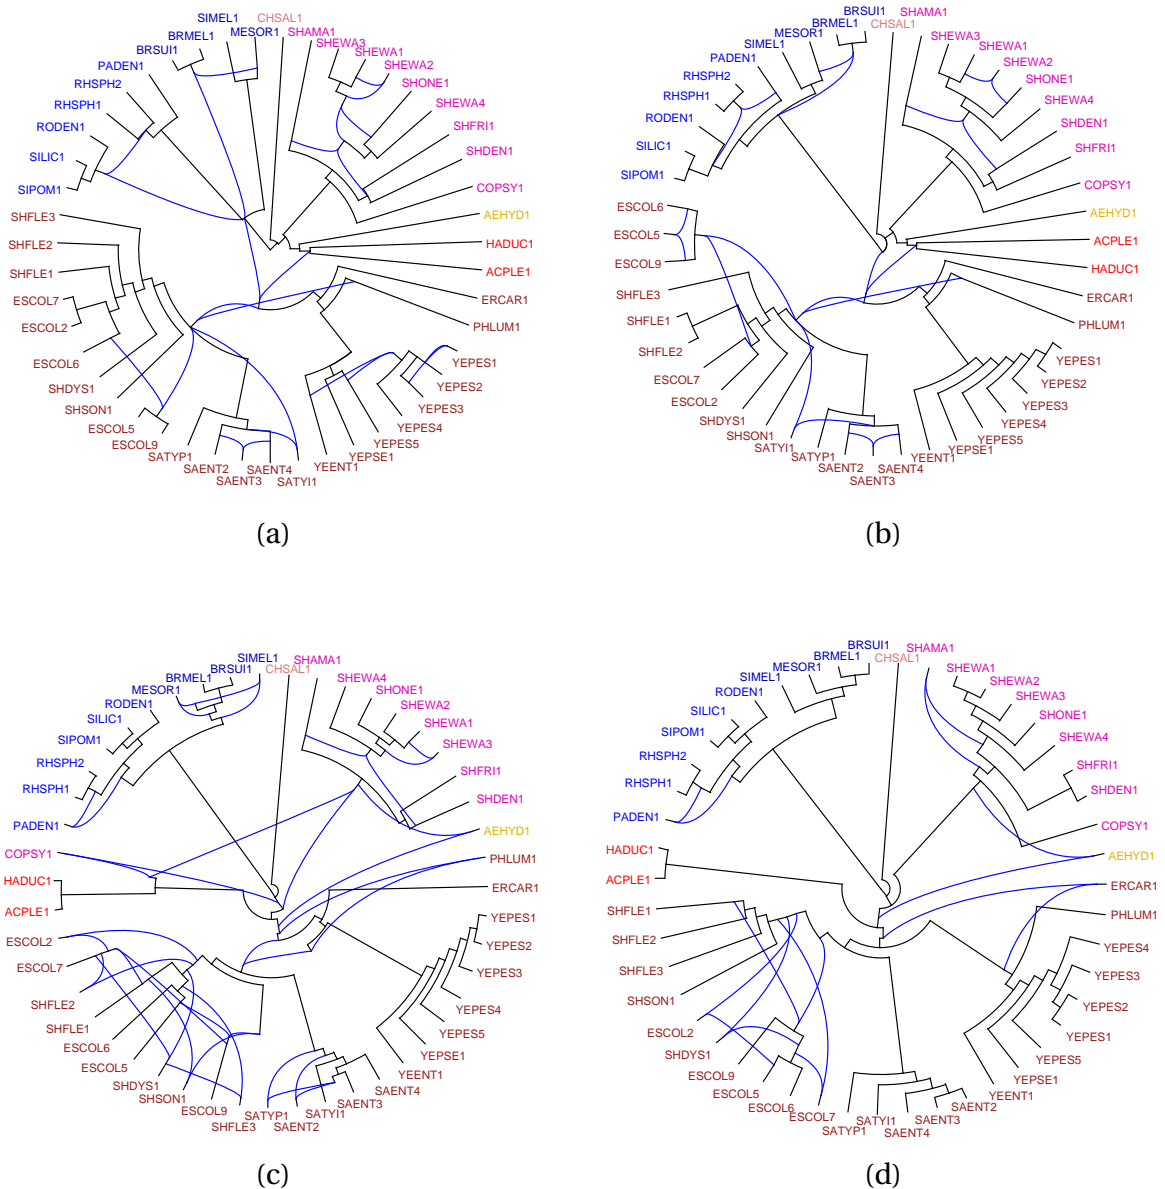 SIMEL1
CHSAL1
MESOR1
SHAMA1
BRMEL1
SHEWA3
BRSUI1
SHEWA1
PADEN1
SHEWA2
RHSPH2
SHONE1
RHSPH1
SHEWA4
RODEN1
SHFRI1
SILIC1
SHDEN1
SIPOM1
COPSY1
SHFLE3
AEHYD1
SHFLE2
HADUC1
SHFLE1
ACPLE1
ESCOL7
ERCAR1
ESCOL2
PHLUM1
ESCOL6
YEPES1
SHDYS1
YEPES2
SHSON1
YEPES3
ESCOL5
YEPES4
ESCOL9
YEPES5
SATYP1
YEPSE1
SAENT2
YEENT1
SAENT3
SAENT4
SATYI1
(a)
BRSUI1
SHAMA1
BRMEL1
CHSAL1
MESOR1
SHEWA3
SIMEL1
SHEWA1
PADEN1
SHEWA2
RHSPH2
SHONE1
RHSPH1
SHEWA4
RODEN1
SHDEN1
SILIC1
SHFRI1
SIPOM1
COPSY1
ESCOL6
AEHYD1
ESCOL5
ACPLE1
ESCOL9
HADUC1
SHFLE3
ERCAR1
SHFLE1
PHLUM1
SHFLE2
YEPES1
ESCOL7
YEPES2
ESCOL2
YEPES3
SHDYS1
YEPES4
SHSON1
YEPES5
SATYI1
YEPSE1
SATYP1
YEENT1
SAENT2
SAENT4
SAENT3
(b)
SIMEL1
SHAMA1
BRSUI1
CHSAL1
BRMEL1
SHEWA4
MESOR1
SHONE1
RODEN1
SHEWA2
SILIC1
SHEWA1
SIPOM1
SHEWA3
RHSPH2
SHFRI1
RHSPH1
SHDEN1
PADEN1
AEHYD1
COPSY1
PHLUM1
HADUC1
ERCAR1
ACPLE1
YEPES1
ESCOL2
YEPES2
ESCOL7
YEPES3
SHFLE2
YEPES4
SHFLE1
YEPES5
ESCOL6
YEPSE1
ESCOL5
YEENT1
SHDYS1
SAENT4
SHSON1
SAENT3
ESCOL9
SATYI1
SHFLE3
SATYP1
SAENT2
(c)
BRSUI1
SHAMA1
BRMEL1
CHSAL1
MESOR1
SHEWA1
SIMEL1
SHEWA2
RODEN1
SHEWA3
SILIC1
SHONE1
SIPOM1
SHEWA4
RHSPH2
SHFRI1
RHSPH1
SHDEN1
PADEN1
COPSY1
HADUC1
AEHYD1
ACPLE1
ERCAR1
SHFLE1
PHLUM1
SHFLE2
YEPES4
SHFLE3
YEPES3
SHSON1
YEPES2
ESCOL2
YEPES1
SHDYS1
YEPES5
ESCOL9
YEPSE1
ESCOL5
YEENT1
ESCOL6
SAENT2
ESCOL7
SAENT3
SATYP1
SATYI1
SAENT4
(d)